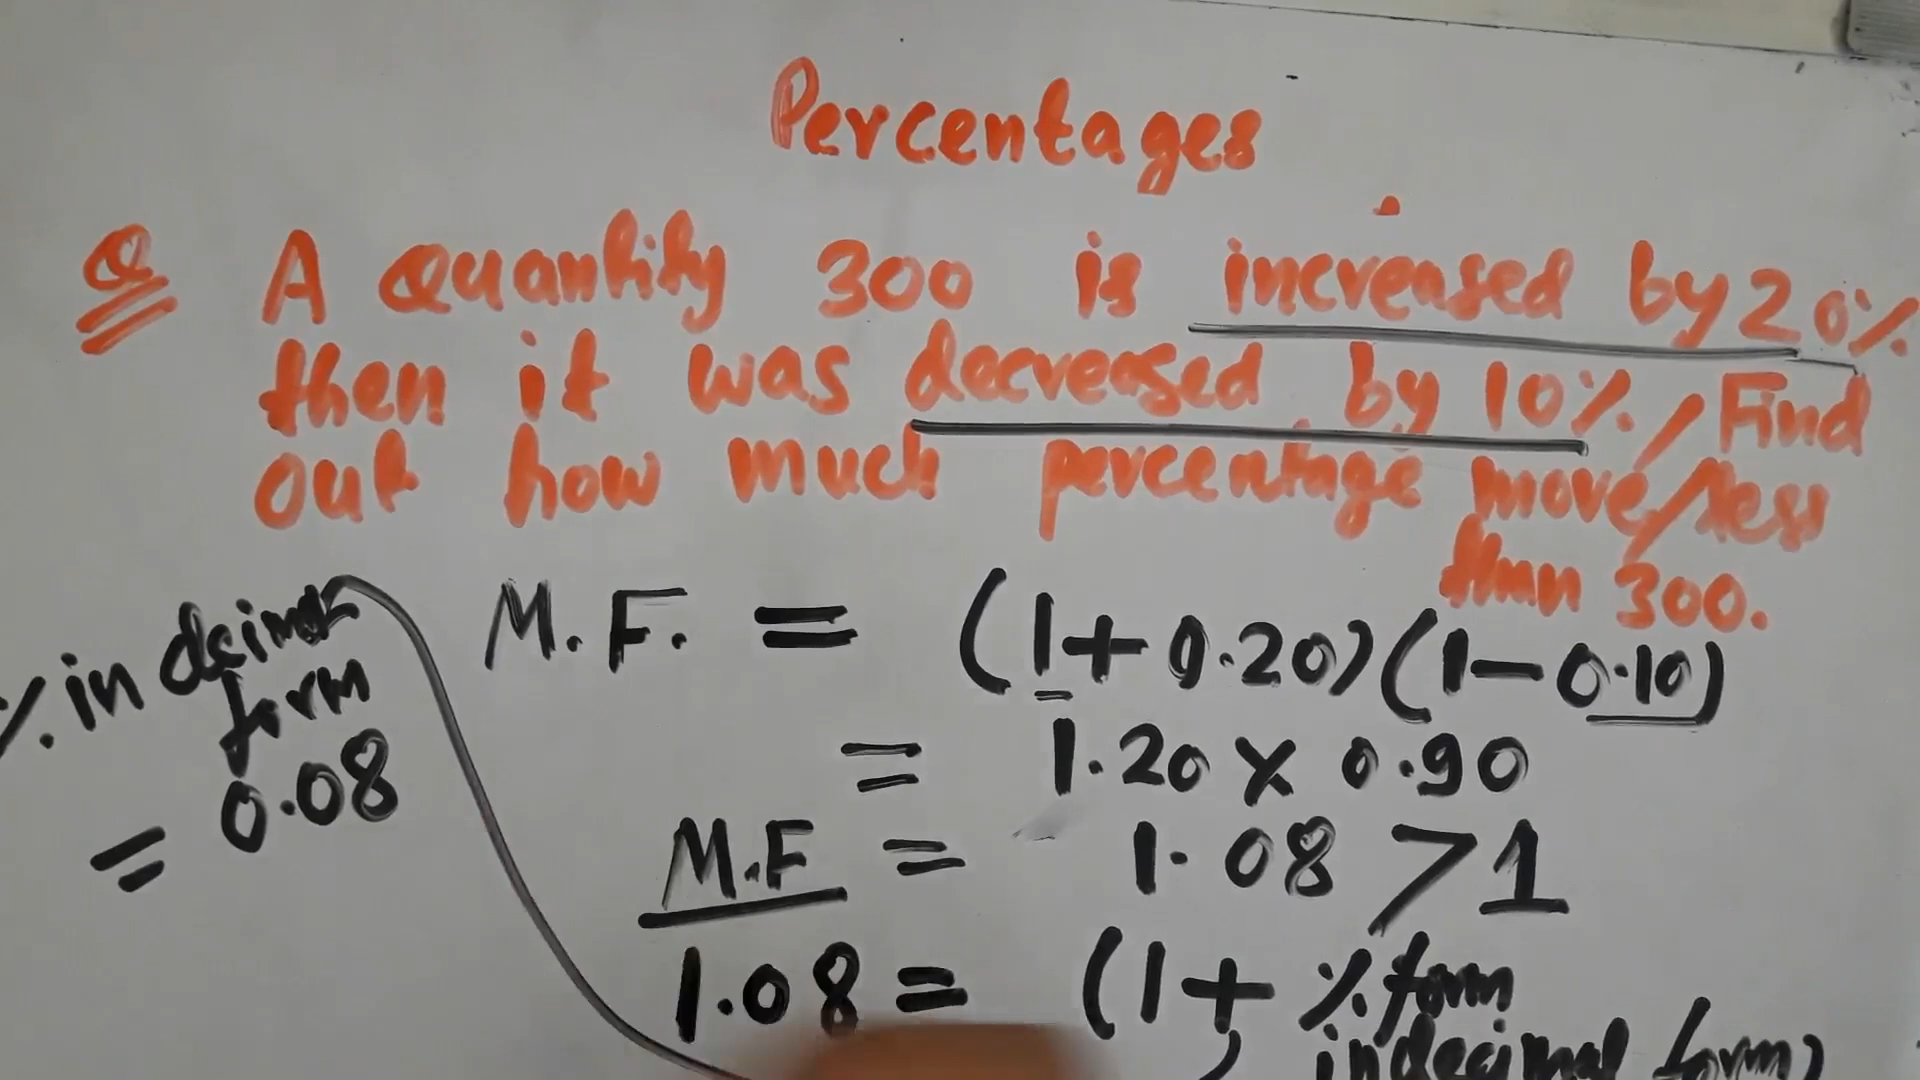 Percentages
Q A Quantity 300 is increased by 20%
then it was decreased by 10%/Find
out how much percentage more/less
than 300.
M.F. = (1+0.20)(1-0.10)
= 1.20 x 0.90
M.F = 1.08 > 1
1.08 = (1+ % form
in decimal form)
% in decimal
form
= 0.08